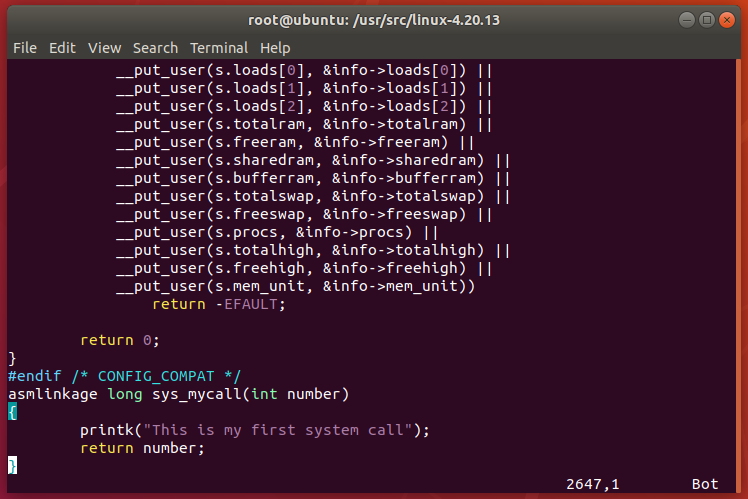 root@ubuntu: /usr/src/linux-4.20.13
File Edit View Search Terminal Help
__put_user(s.loads[0], &info->loads[0]) ||
__put_user(s.loads[1], &info->loads[1]) ||
__put_user(s.loads[2], &info->loads[2]) ||
__put_user(s.totalram, &info->totalram) ||
__put_user(s.freeram, &info->freeram) ||
__put_user(s.sharedram, &info->sharedram) ||
__put_user(s.bufferram, &info->bufferram) ||
__put_user(s.totalswap, &info->totalswap) ||
__put_user(s.freeswap, &info->freeswap) ||
__put_user(s.procs, &info->procs) ||
__put_user(s.totalhigh, &info->totalhigh) ||
__put_user(s.freehigh, &info->freehigh) ||
__put_user(s.mem_unit, &info->mem_unit))
return -EFAULT;
return 0;
}
#endif /* CONFIG_COMPAT */
asmlinkage long sys_mycall(int number)
{
printk("This is my first system call");
return number;
}
2647,1 Bot